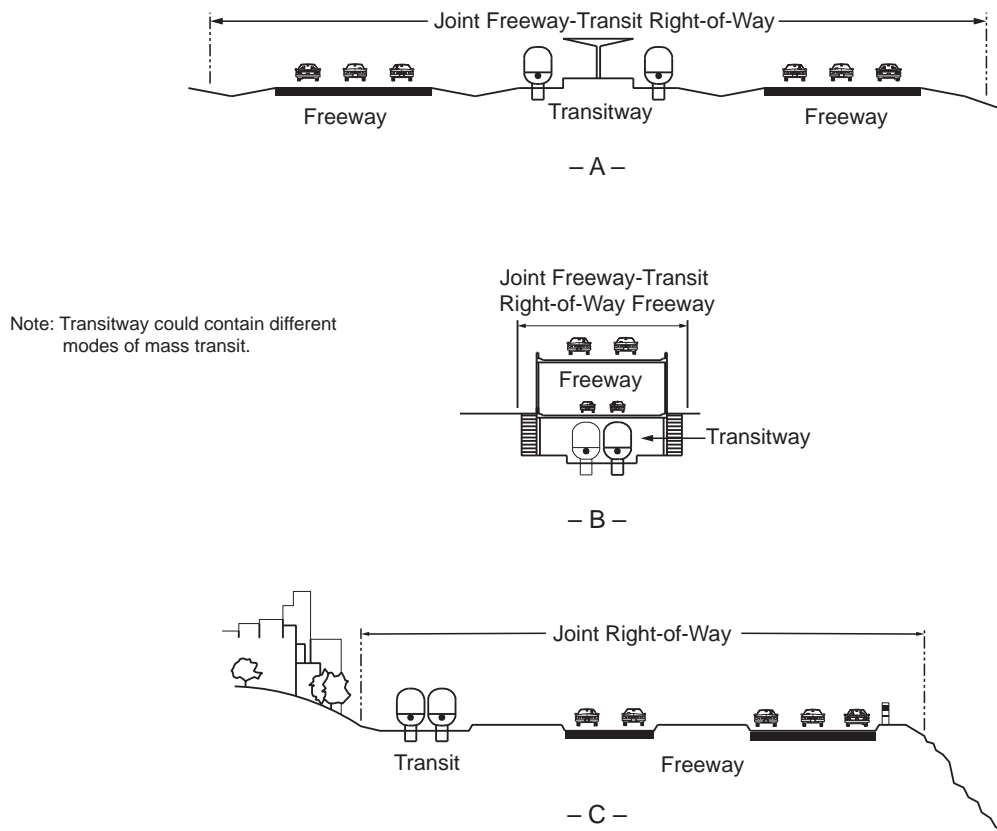 Joint Freeway-Transit Right-of-Way
Freeway
Transitway
Freeway
– A –
Joint Freeway-Transit
Right-of-Way Freeway
Note: Transitway could contain different
modes of mass transit.
Freeway
Transitway
– B –
Joint Right-of-Way
Transit
Freeway
– C –